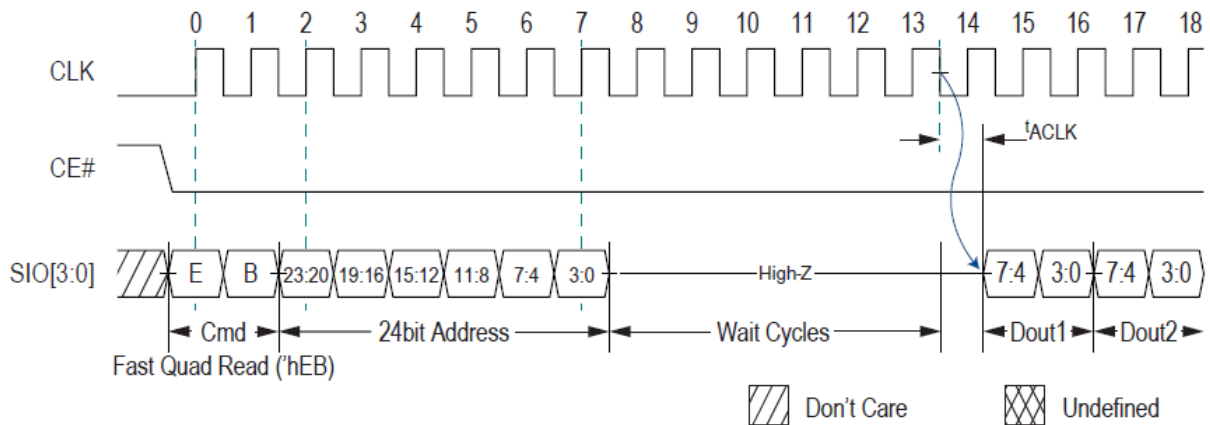 0 1 2 3 4 5 6 7 8 9 10 11 12 13 14 15 16 17 18
CLK
tACLK
CE#
SIO[3:0] E B 23:20 19:16 15:12 11:8 7:4 3:0 High-Z 7:4 3:0 7:4 3:0
Cmd 24bit Address Wait Cycles Dout1 Dout2
Fast Quad Read ('hEB)
Don't Care Undefined